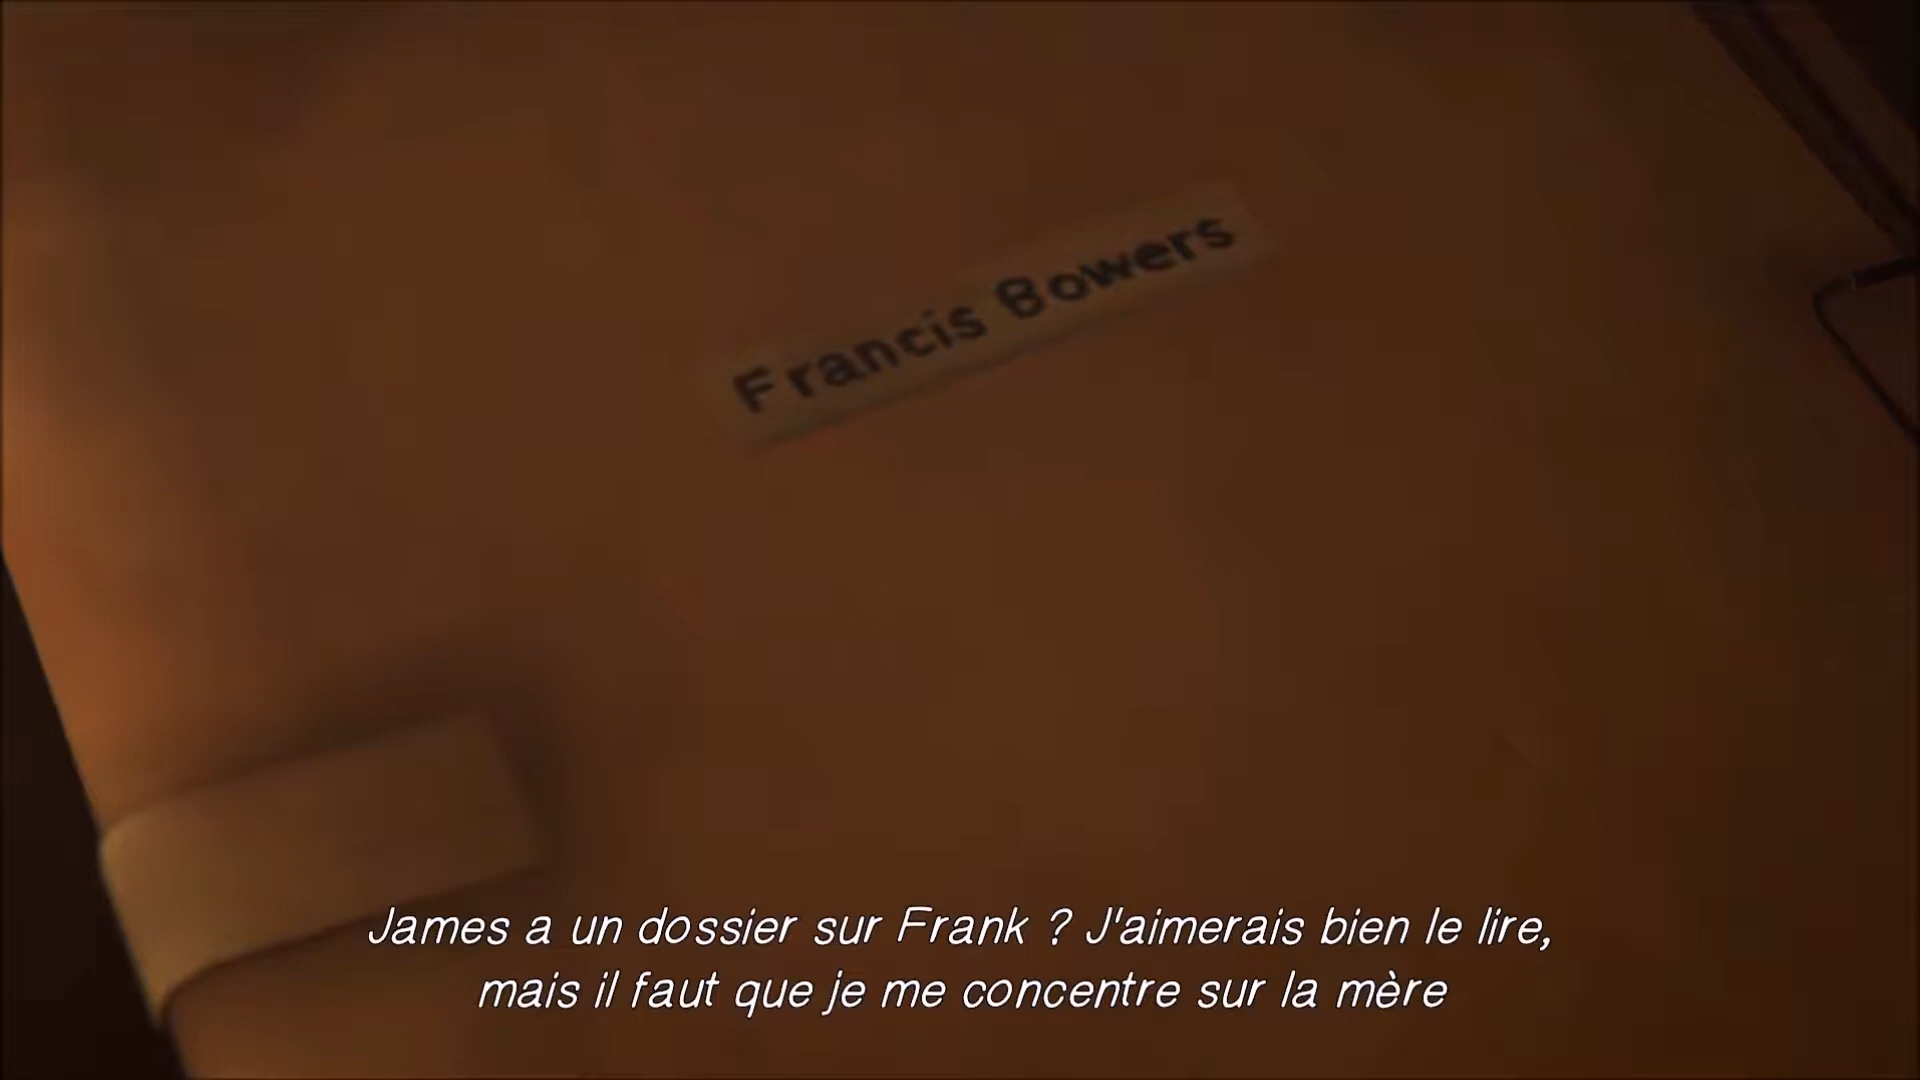 Francis Bowers
James a un dossier sur Frank ? J'aimerais bien le lire,
mais il faut que je me concentre sur la mère